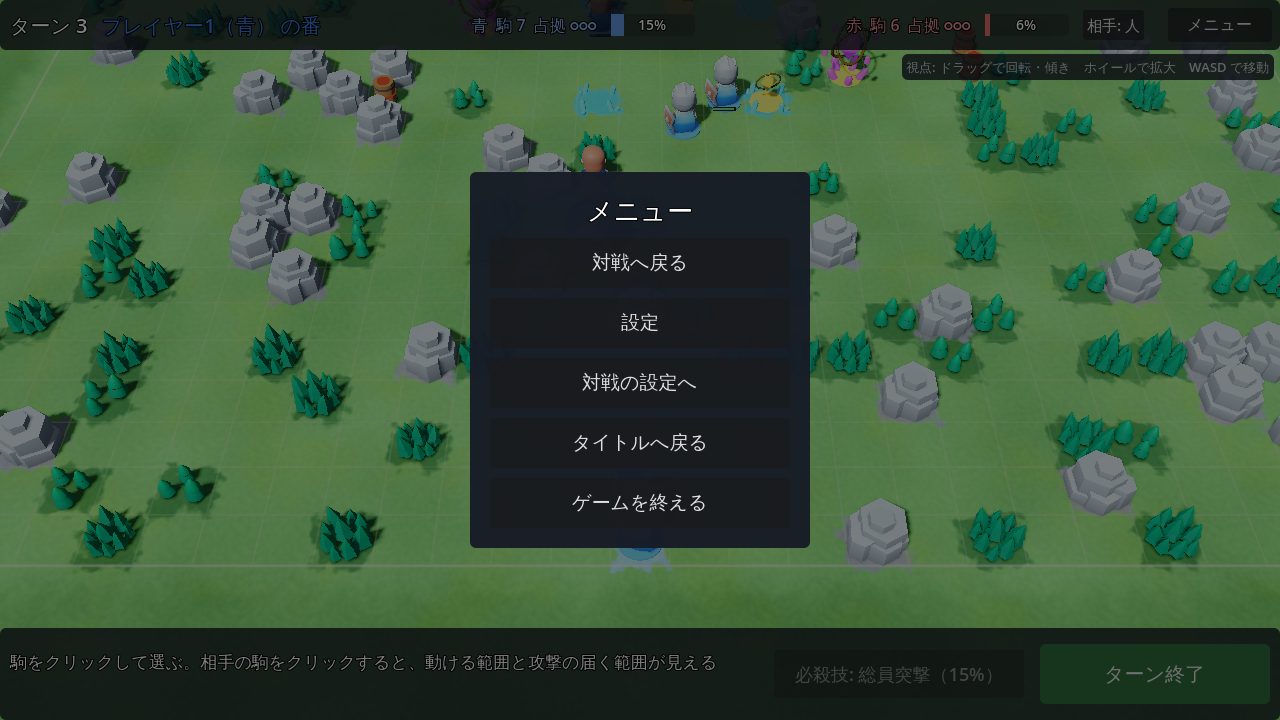 ターン 3 プレイヤー1（青）の番 青 駒 7 占拠 ○○○ 15% 赤 駒 6 占拠 ○○○ 6% 相手: 人 メニュー
視点: ドラッグで回転・傾き ホイールで拡大 WASD で移動
メニュー
対戦へ戻る
設定
対戦の設定へ
タイトルへ戻る
ゲームを終える
駒をクリックして選ぶ。相手の駒をクリックすると、動ける範囲と攻撃の届く範囲が見える
必殺技: 総員突撃（15%）
ターン終了